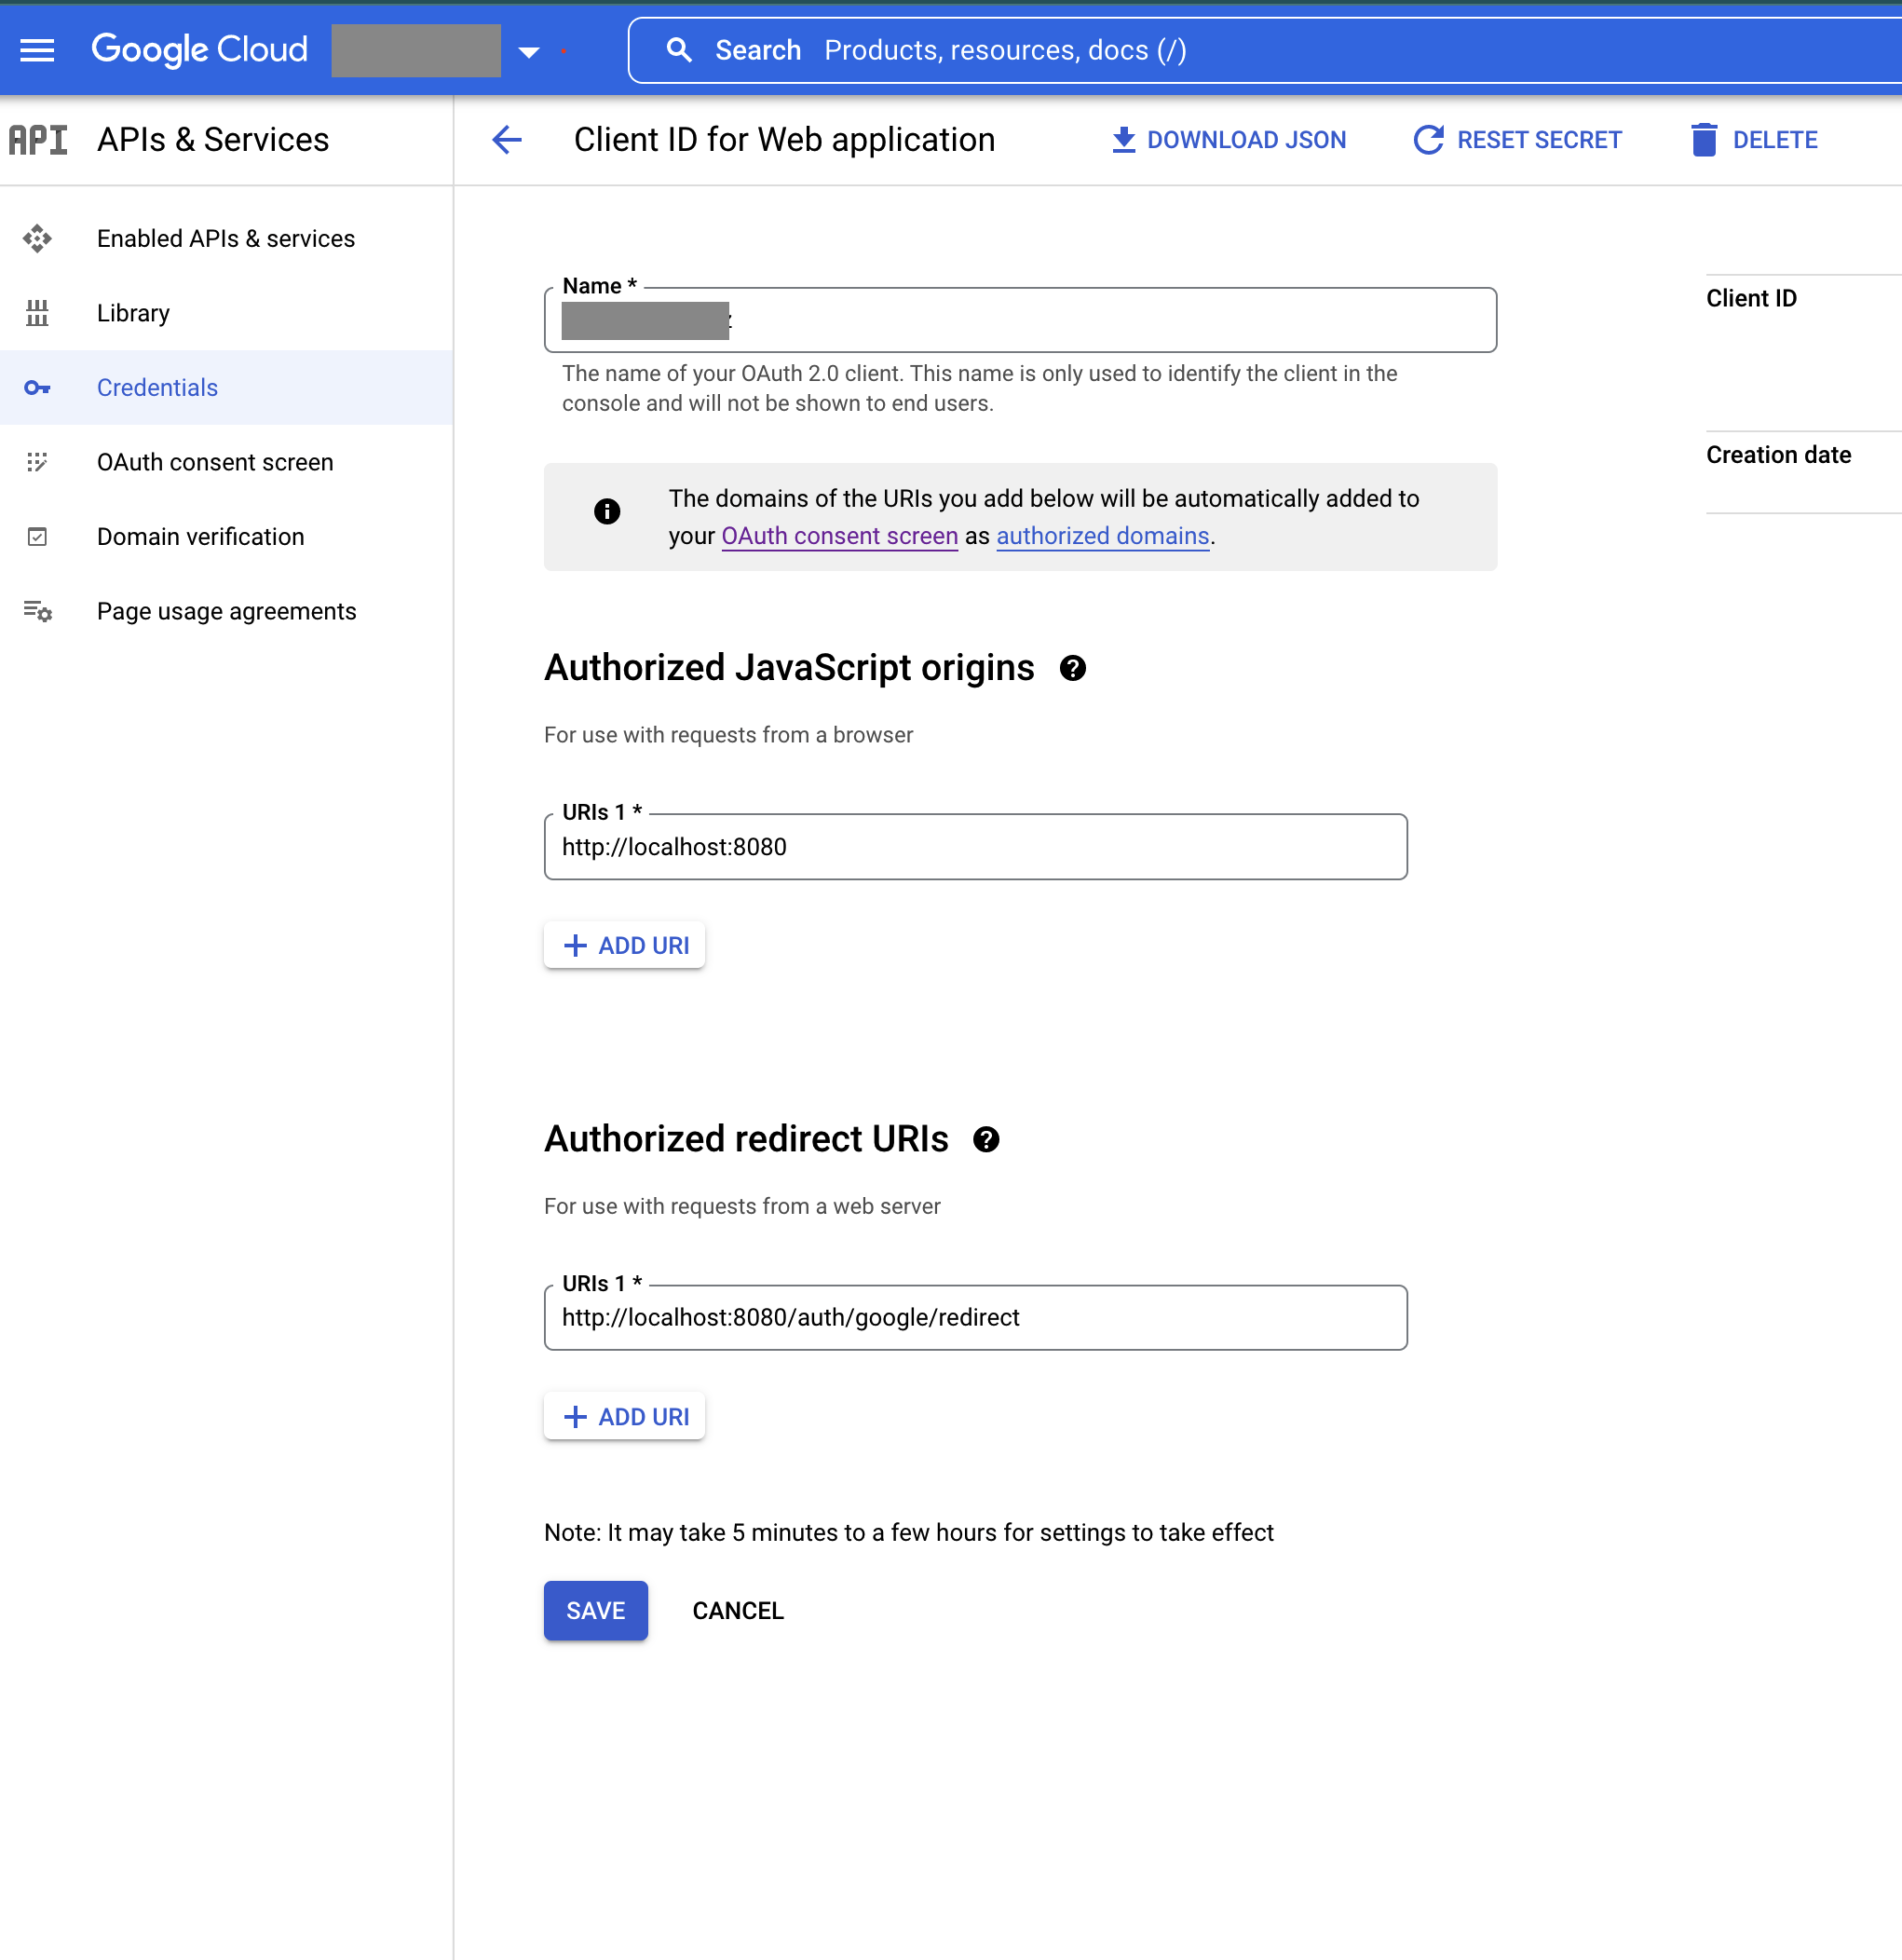 Google Cloud
Search Products, resources, docs (/)
API APIs & Services
Client ID for Web application
DOWNLOAD JSON
RESET SECRET
DELETE
Enabled APIs & services
Library
Credentials
OAuth consent screen
Domain verification
Page usage agreements
Name *
The name of your OAuth 2.0 client. This name is only used to identify the client in the
console and will not be shown to end users.
Client ID
Creation date
The domains of the URIs you add below will be automatically added to
your OAuth consent screen as authorized domains.
Authorized JavaScript origins
For use with requests from a browser
URIs 1 *
http://localhost:8080
ADD URI
Authorized redirect URIs
For use with requests from a web server
URIs 1 *
http://localhost:8080/auth/google/redirect
ADD URI
Note: It may take 5 minutes to a few hours for settings to take effect
SAVE
CANCEL